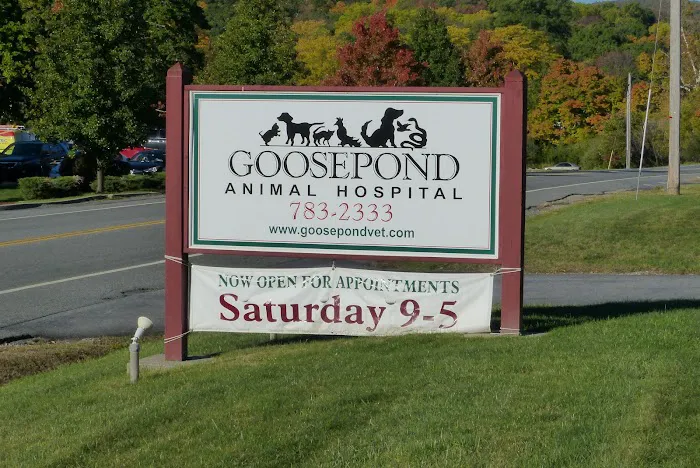 GOOSEPOND
ANIMAL HOSPITAL
783-2333
www.goosepondvet.com
NOW OPEN FOR APPOINTMENTS
Saturday 9-5